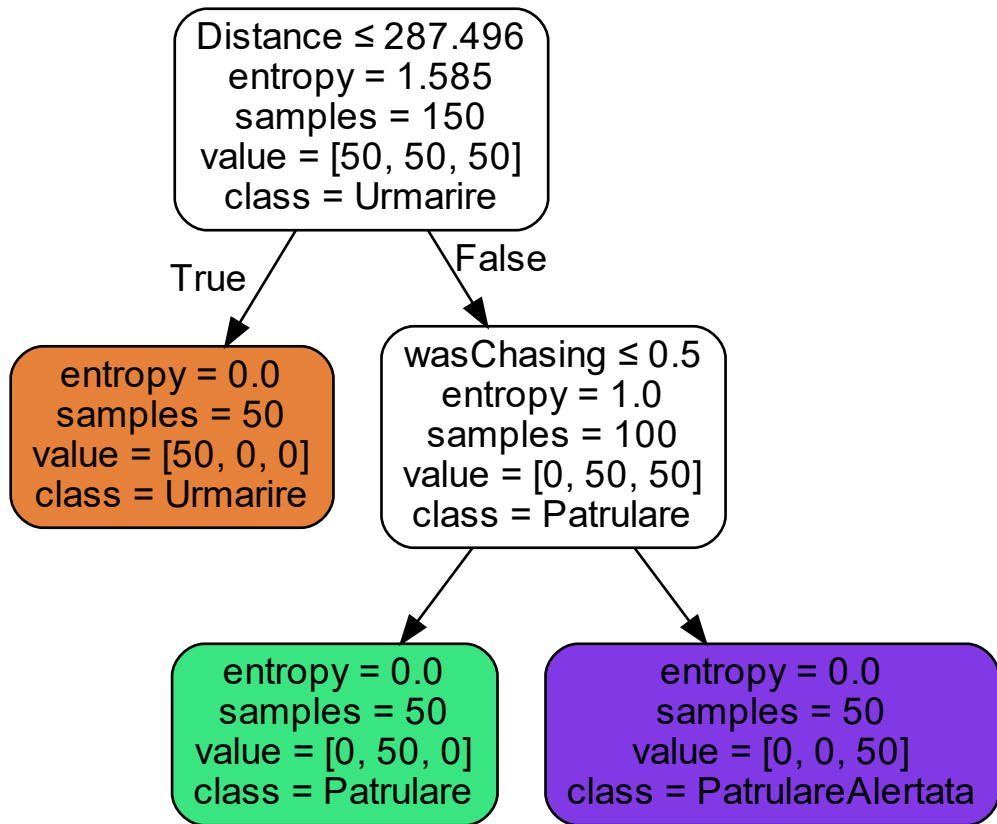 Distance ≤ 287.496
entropy = 1.585
samples = 150
value = [50, 50, 50]
class = Urmarire
True
False
entropy = 0.0
samples = 50
value = [50, 0, 0]
class = Urmarire
wasChasing ≤ 0.5
entropy = 1.0
samples = 100
value = [0, 50, 50]
class = Patrulare
entropy = 0.0
samples = 50
value = [0, 50, 0]
class = Patrulare
entropy = 0.0
samples = 50
value = [0, 0, 50]
class = PatrulareAlertata